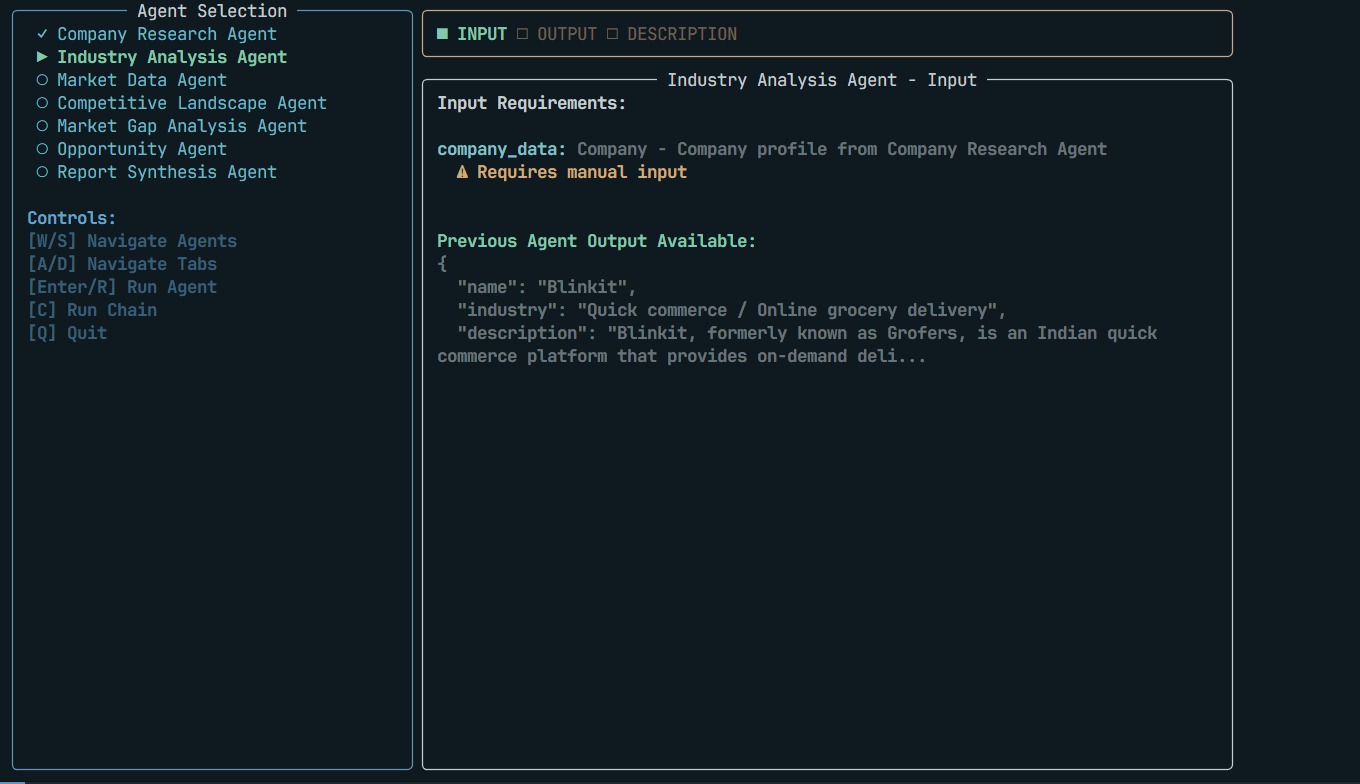 Agent Selection
✓ Company Research Agent
▶ Industry Analysis Agent
○ Market Data Agent
○ Competitive Landscape Agent
○ Market Gap Analysis Agent
○ Opportunity Agent
○ Report Synthesis Agent
Controls:
[W/S] Navigate Agents
[A/D] Navigate Tabs
[Enter/R] Run Agent
[C] Run Chain
[Q] Quit
■ INPUT □ OUTPUT □ DESCRIPTION
Industry Analysis Agent - Input
Input Requirements:
company_data: Company - Company profile from Company Research Agent
⚠ Requires manual input
Previous Agent Output Available:
{
"name": "Blinkit",
"industry": "Quick commerce / Online grocery delivery",
"description": "Blinkit, formerly known as Grofers, is an Indian quick
commerce platform that provides on-demand deli...